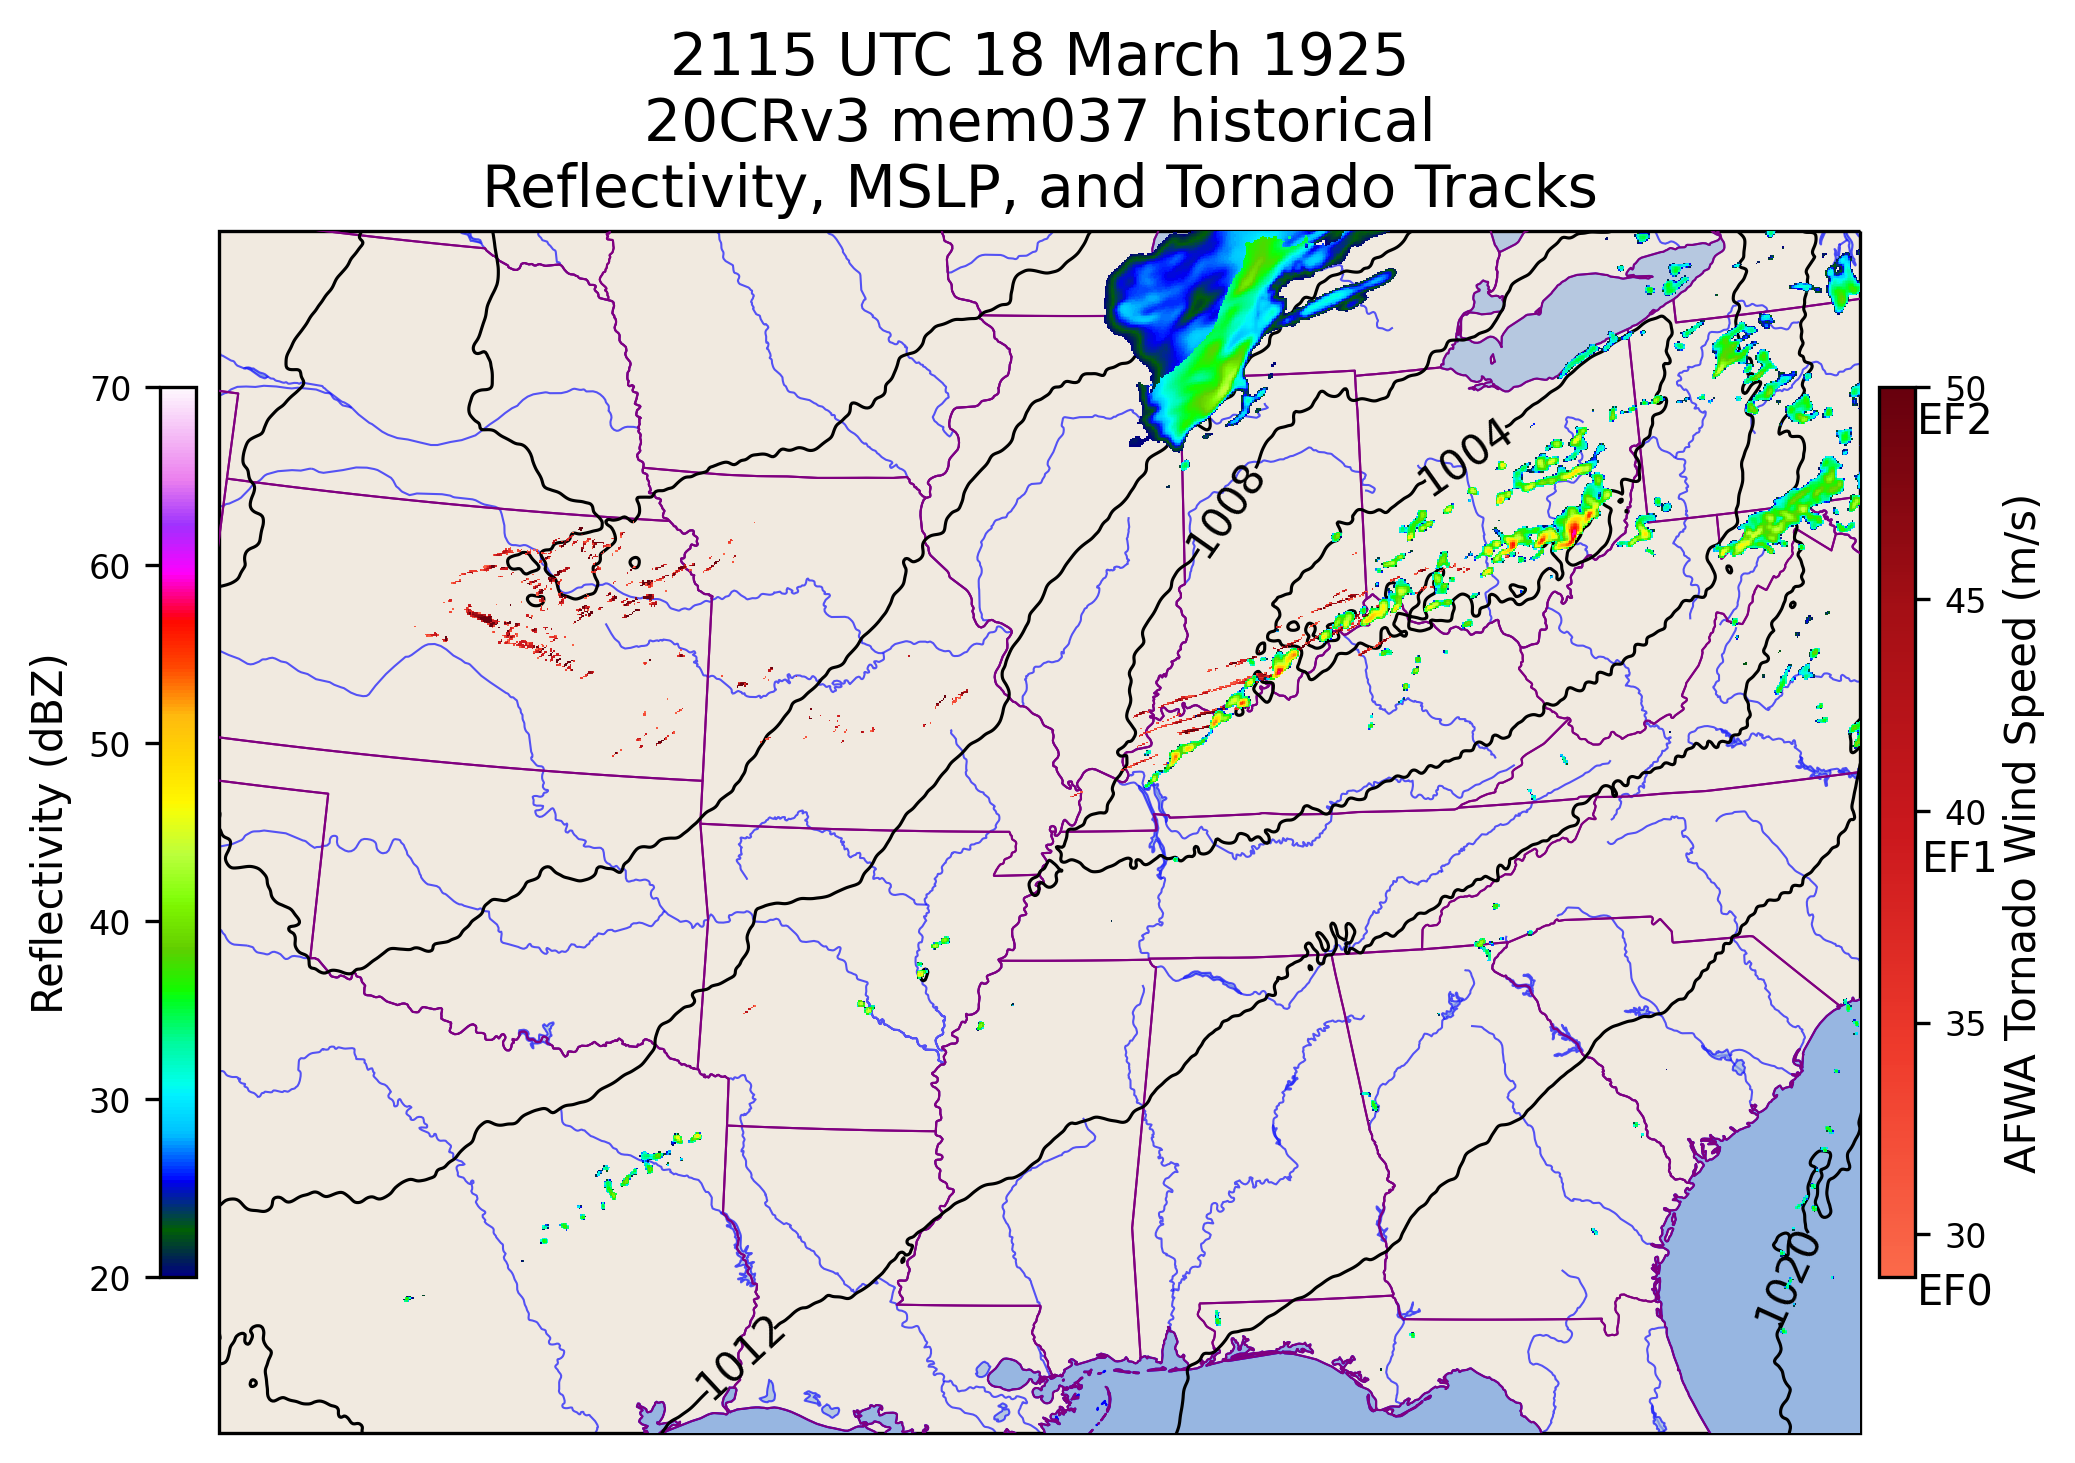 2115 UTC 18 March 1925
20CRv3 mem037 historical
Reflectivity, MSLP, and Tornado Tracks
Reflectivity (dBZ)
70
60
50
40
30
20
1004
1008
1012
1020
50
EF2
45
40
EF1
35
30
EF0
AFWA Tornado Wind Speed (m/s)